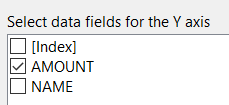 Select data fields for the Y axis
[Index]
AMOUNT
NAME